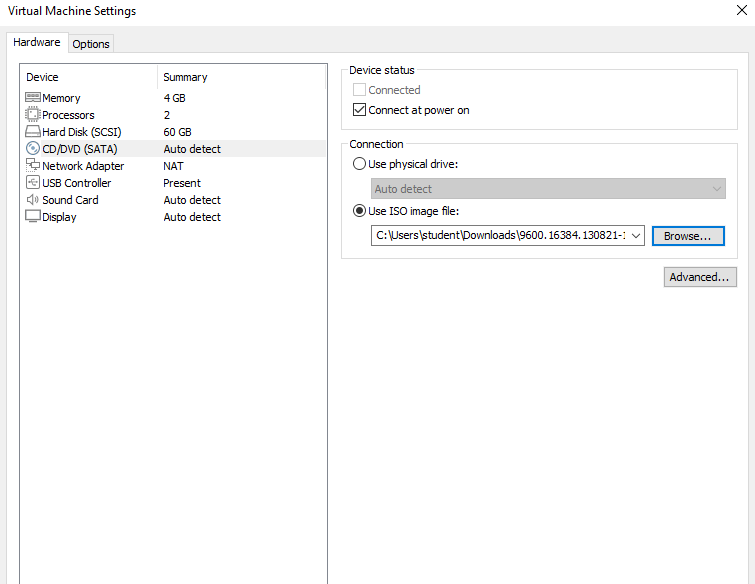 Virtual Machine Settings
Hardware Options
Device Summary
Memory 4 GB
Processors 2
Hard Disk (SCSI) 60 GB
CD/DVD (SATA) Auto detect
Network Adapter NAT
USB Controller Present
Sound Card Auto detect
Display Auto detect
Device status
Connected
Connect at power on
Connection
Use physical drive:
Auto detect
Use ISO image file:
C:\Users\student\Downloads\9600.16384.130821-1
Browse...
Advanced...